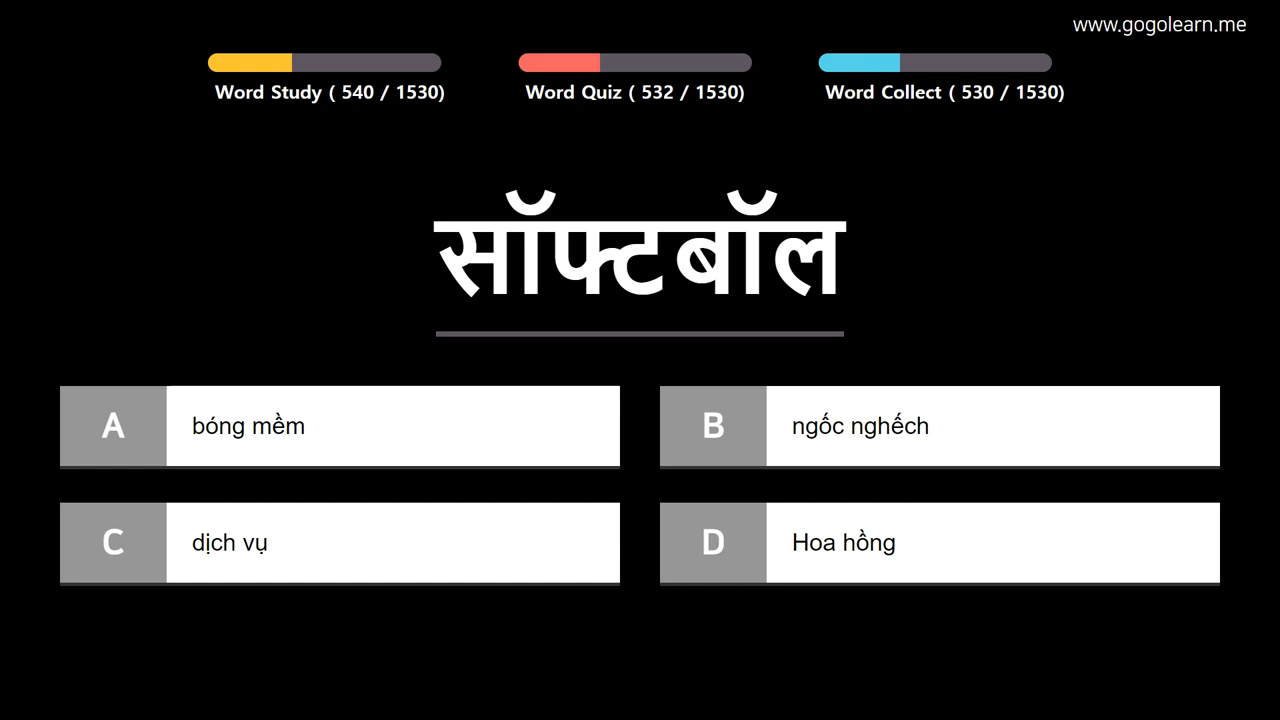 www.gogolearn.me
Word Study ( 540 / 1530)
Word Quiz ( 532 / 1530)
Word Collect ( 530 / 1530)
सॉफ्टबॉल
A bóng mềm
B ngốc nghếch
C dịch vụ
D Hoa hồng